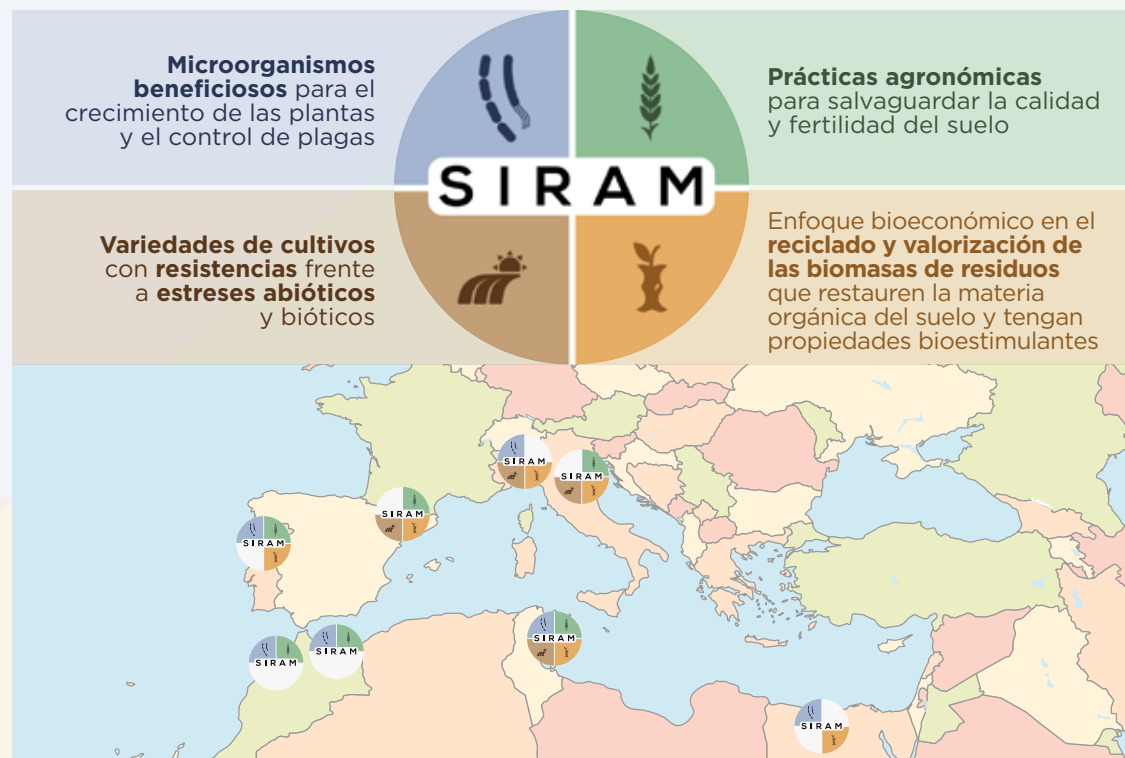 Microorganismos
beneficiosos para el
crecimiento de las plantas
y el control de plagas
Prácticas agronómicas
para salvaguardar la calidad
y fertilidad del suelo
SIRAM
Variedades de cultivos
con resistencias frente
a estreses abióticos
y bióticos
Enfoque bioeconómico en el
reciclado y valorización de
las biomasas de residuos
que restauren la materia
orgánica del suelo y tengan
propiedades bioestimulantes
SIRAM
SIRAM
SIRAM
SIRAM
SIRAM
SIRAM
SIRAM
SIRAM